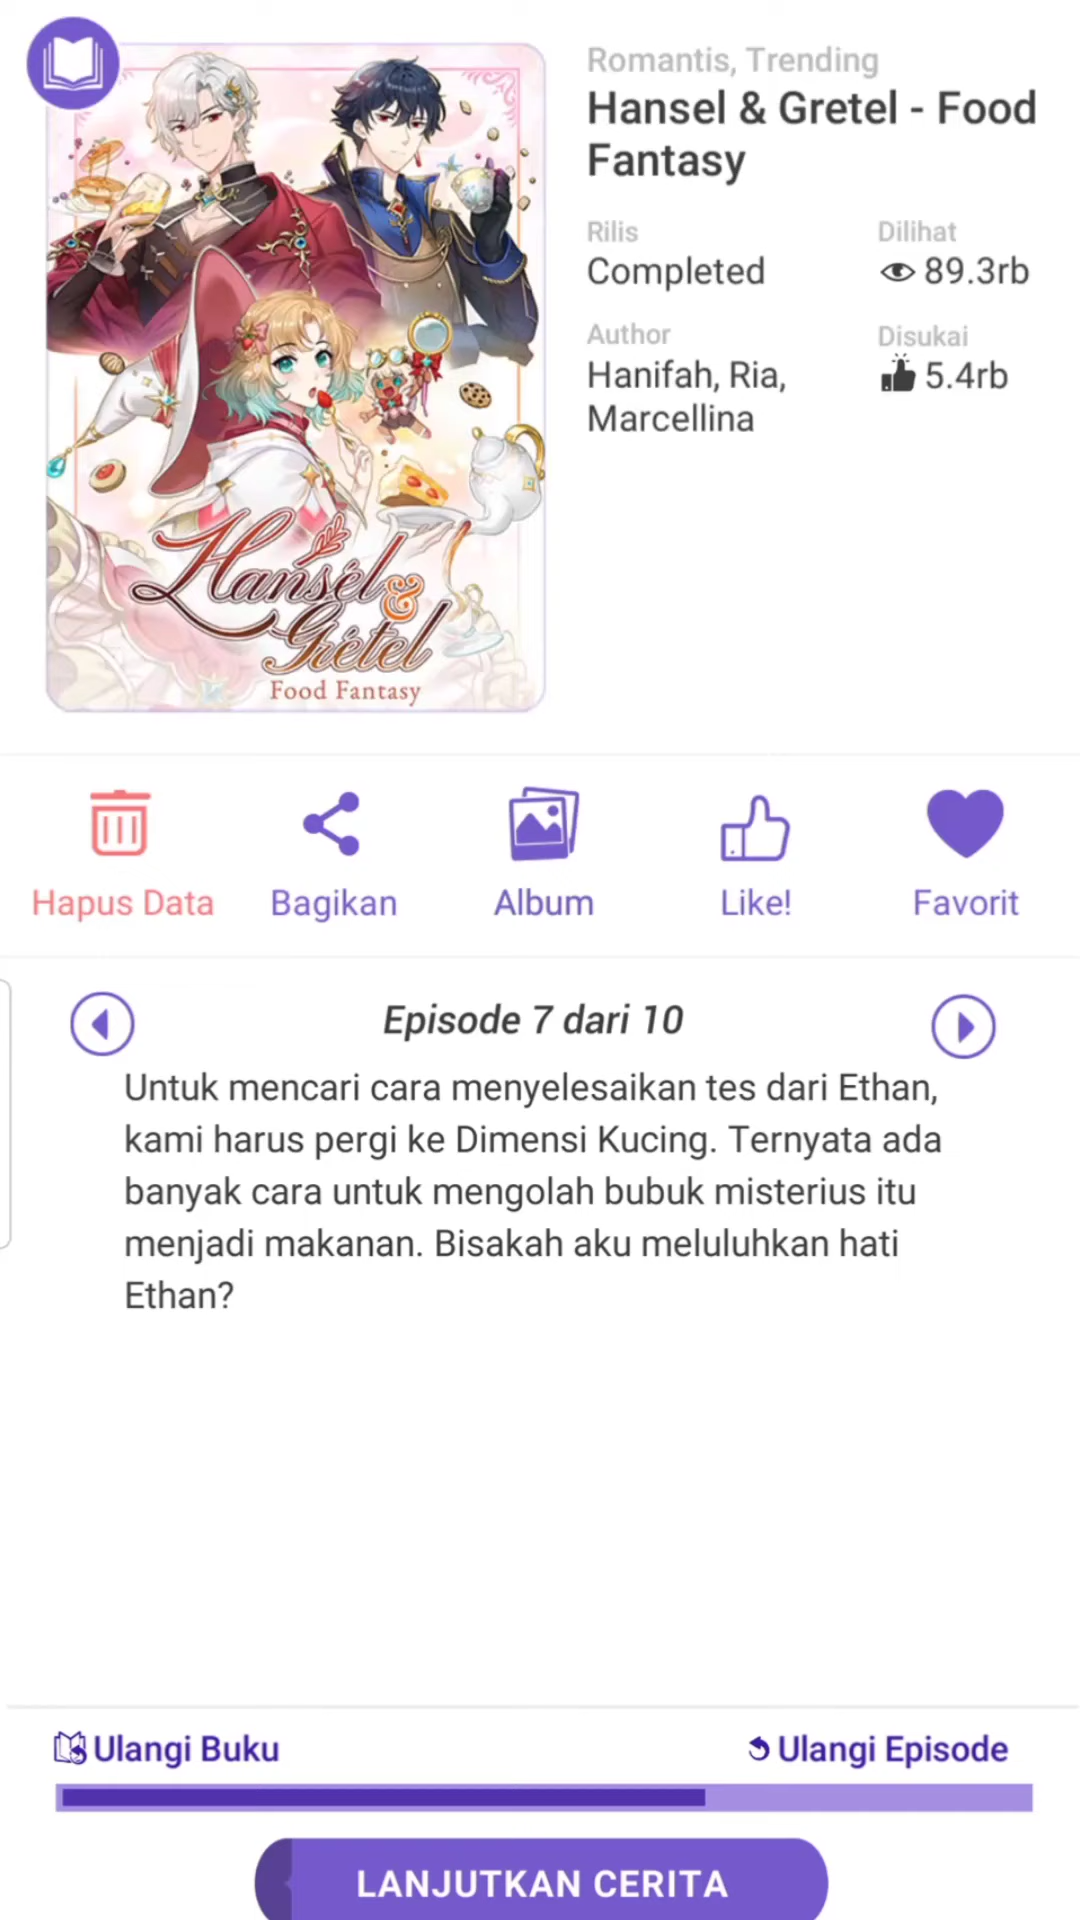 Romantis, Trending
Hansel & Gretel - Food
Fantasy
Rilis
Completed
Dilihat
89.3rb
Author
Hanifah, Ria,
Marcellina
Disukai
5.4rb
Hansel
&
Gretel
Food Fantasy
Hapus Data
Bagikan
Album
Like!
Favorit
Episode 7 dari 10
Untuk mencari cara menyelesaikan tes dari Ethan,
kami harus pergi ke Dimensi Kucing. Ternyata ada
banyak cara untuk mengolah bubuk misterius itu
menjadi makanan. Bisakah aku meluluhkan hati
Ethan?
Ulangi Buku
Ulangi Episode
LANJUTKAN CERITA